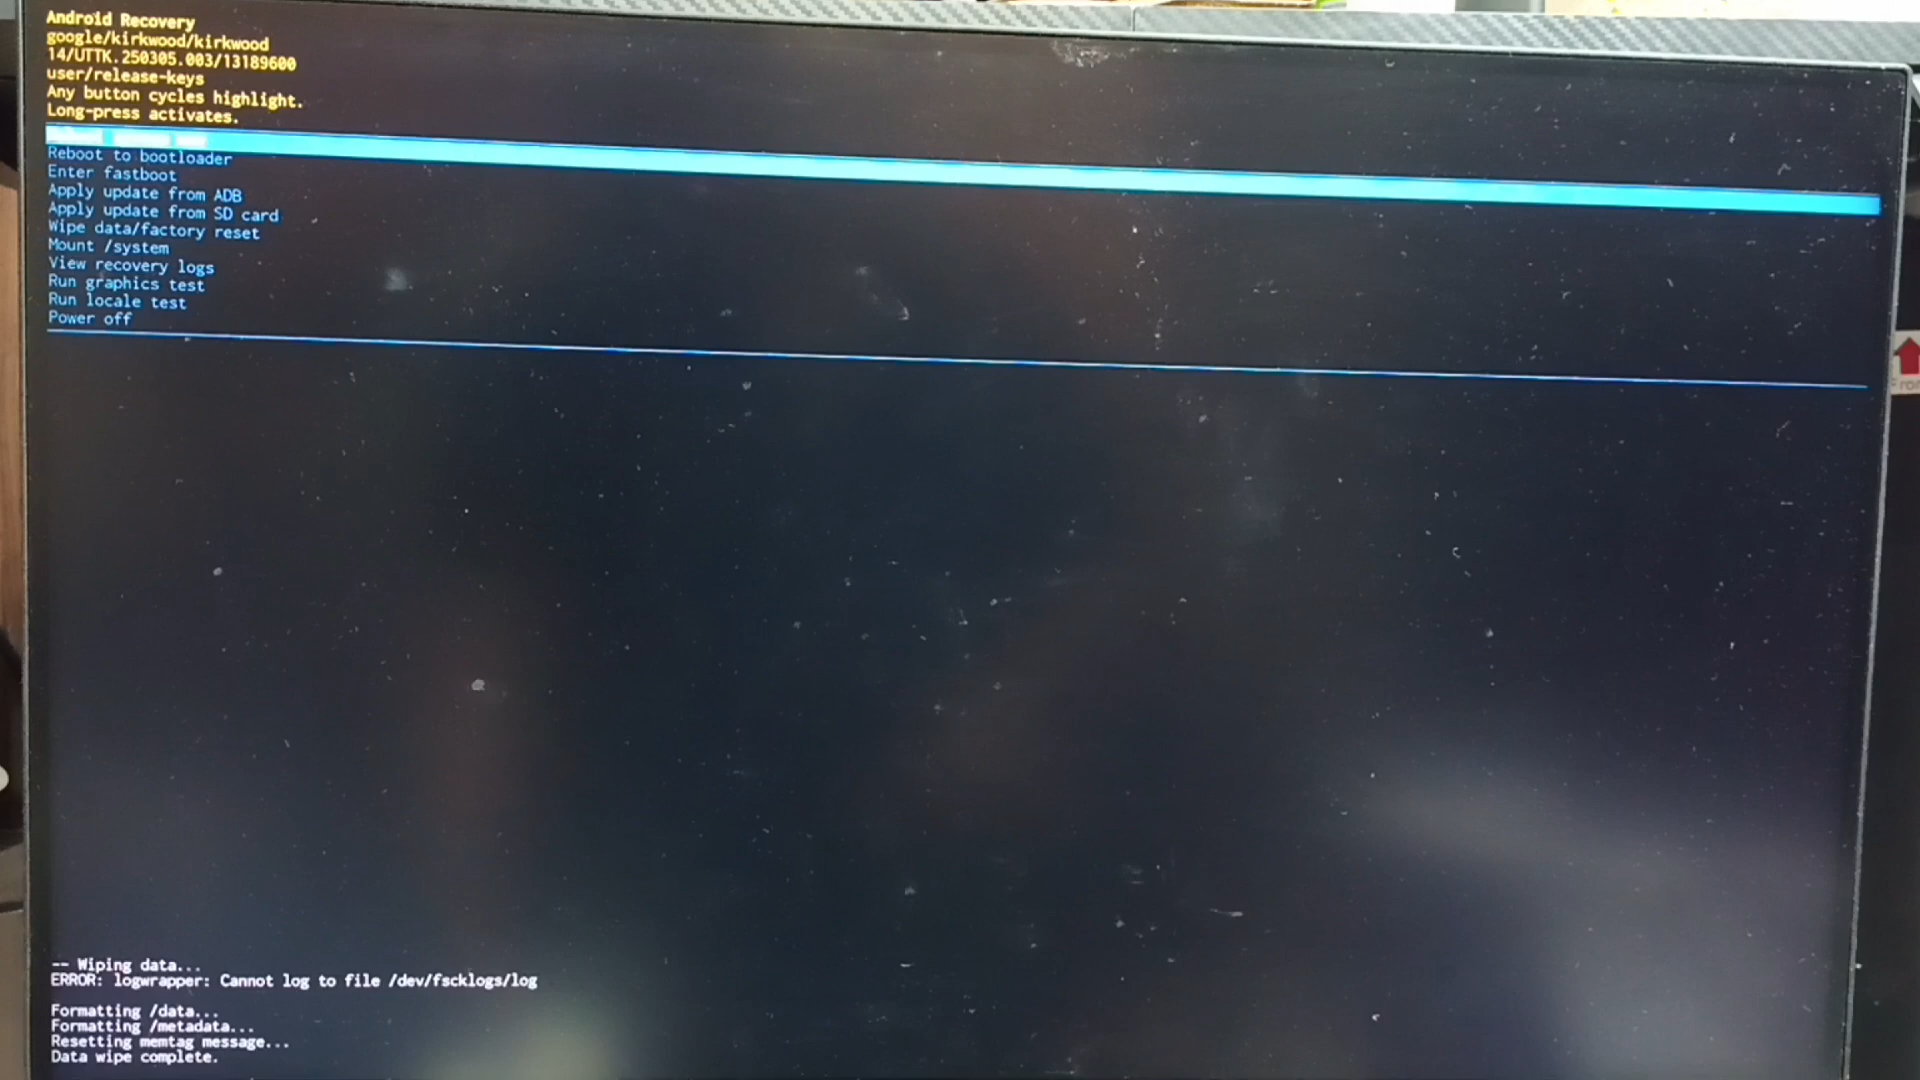 Android Recovery
google/kirkwood/kirkwood
14/UTTK.250305.003/13189600
user/release-keys
Any button cycles highlight.
Long-press activates.
Reboot to bootloader
Enter fastboot
Apply update from ADB
Apply update from SD card
Wipe data/factory reset
Mount /system
View recovery logs
Run graphics test
Run locale test
Power off
-- Wiping data...
ERROR: logwrapper: Cannot log to file /dev/fscklogs/log
Formatting /data...
Formatting /metadata...
Resetting memtag message...
Data wipe complete.